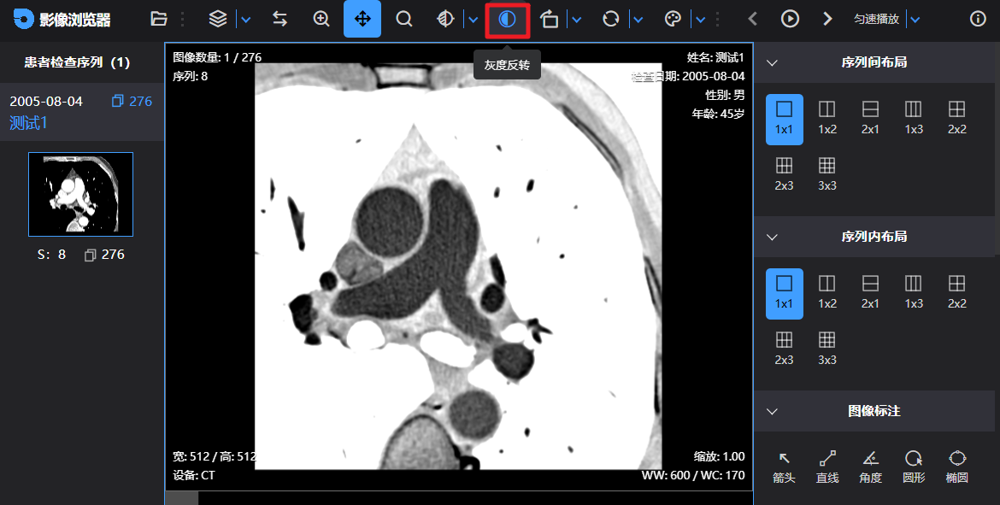 影像浏览器
匀速播放
灰度反转
患者检查序列（1）
2005-08-04 276
测试1
S: 8 276
图像数量: 1 / 276
序列: 8
姓名: 测试1
检查日期: 2005-08-04
性别: 男
年龄: 45岁
宽: 512 / 高: 512
设备: CT
缩放: 1.00
WW: 600 / WC: 170
序列间布局
1x1 1x2 2x1 1x3 2x2
2x3 3x3
序列内布局
1x1 1x2 2x1 1x3 2x2
2x3 3x3
图像标注
箭头 直线 角度 圆形 椭圆